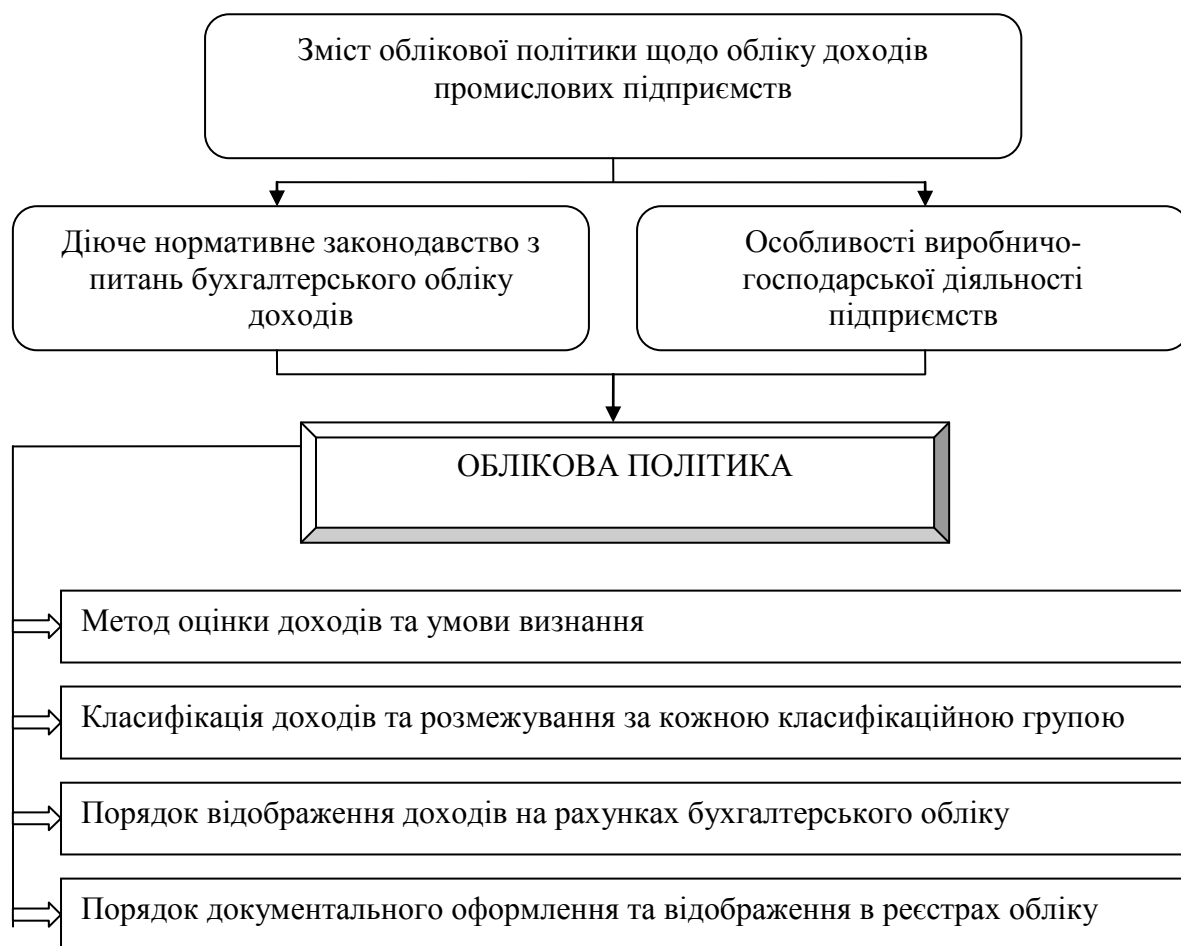 Зміст облікової політики щодо обліку доходів
промислових підприємств
Діюче нормативне законодавство з
питань бухгалтерського обліку
доходів
Особливості виробничо-
господарської діяльності
підприємств
ОБЛІКОВА ПОЛІТИКА
Метод оцінки доходів та умови визнання
Класифікація доходів та розмежування за кожною класифікаційною групою
Порядок відображення доходів на рахунках бухгалтерського обліку
Порядок документального оформлення та відображення в реєстрах обліку